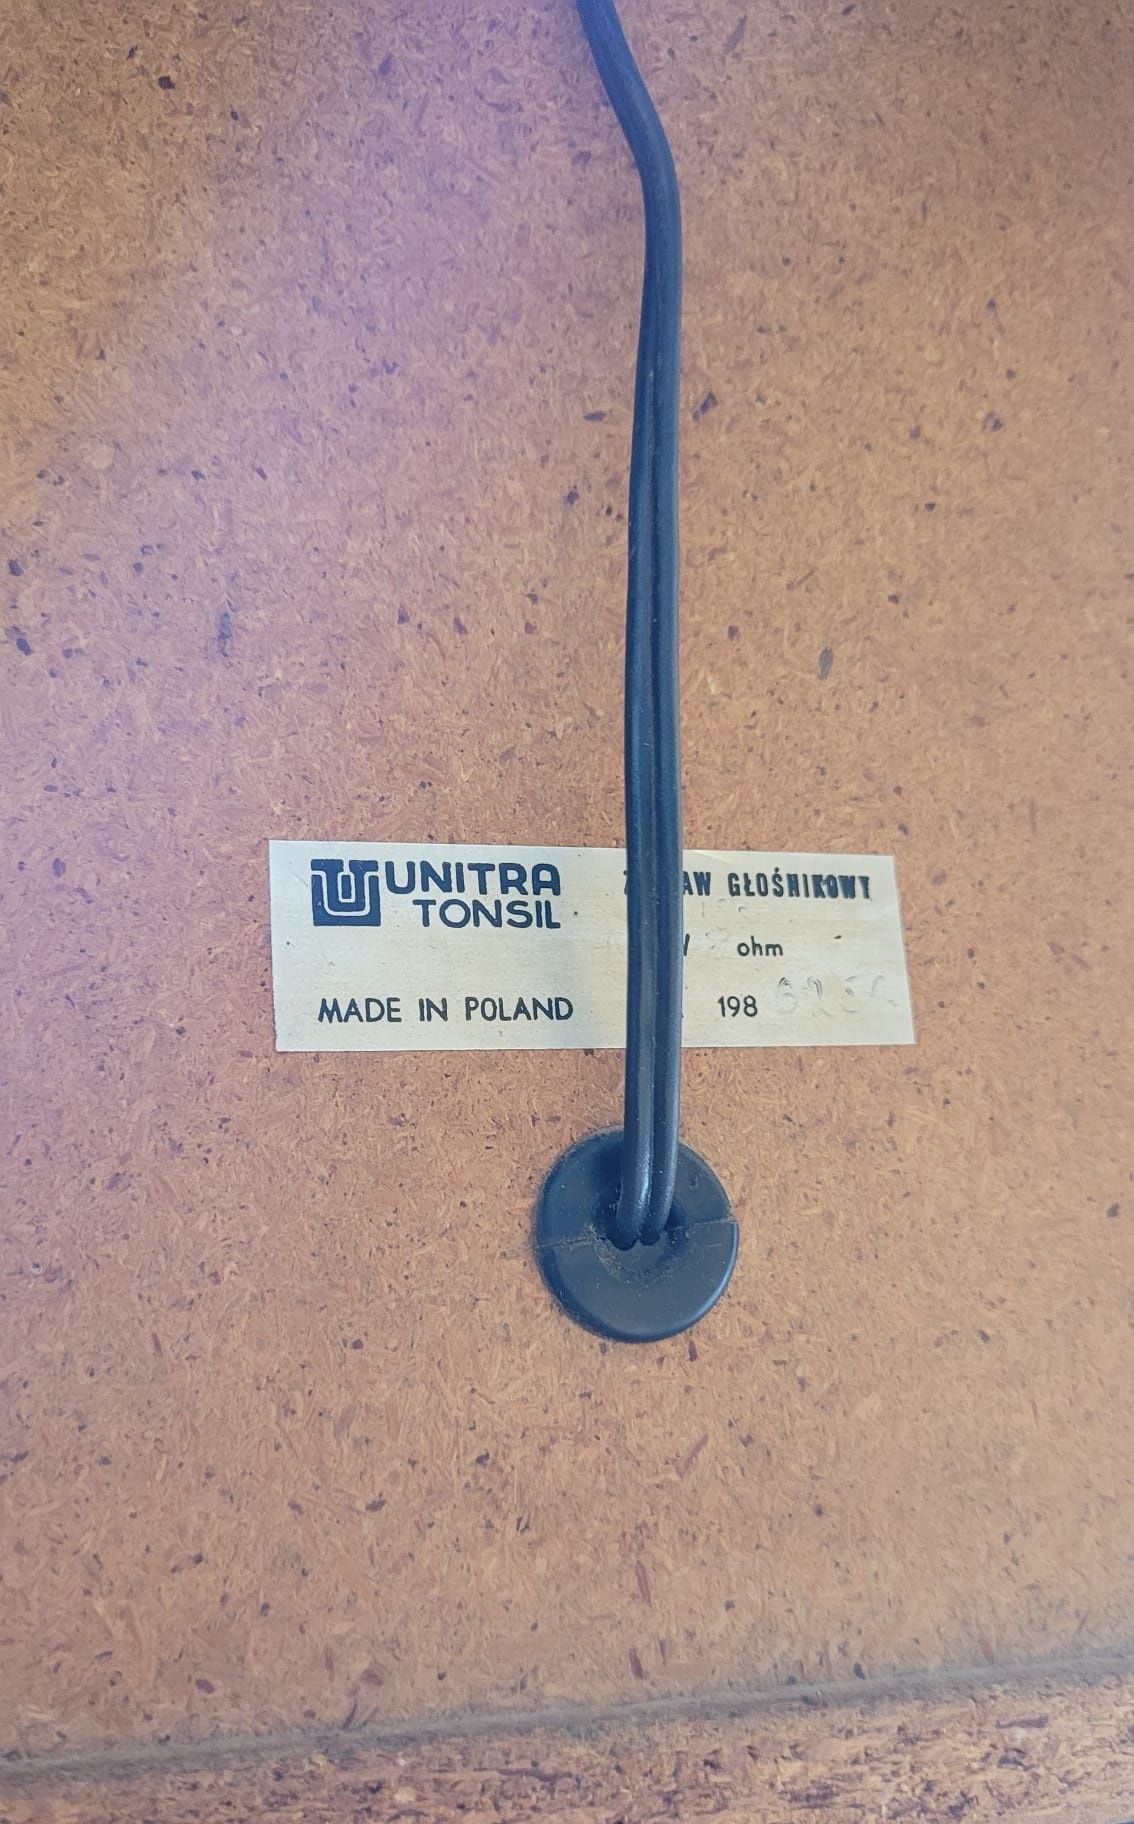 UNITRA
TONSIL
GŁOŚNIKOWY
ohm
MADE IN POLAND
198